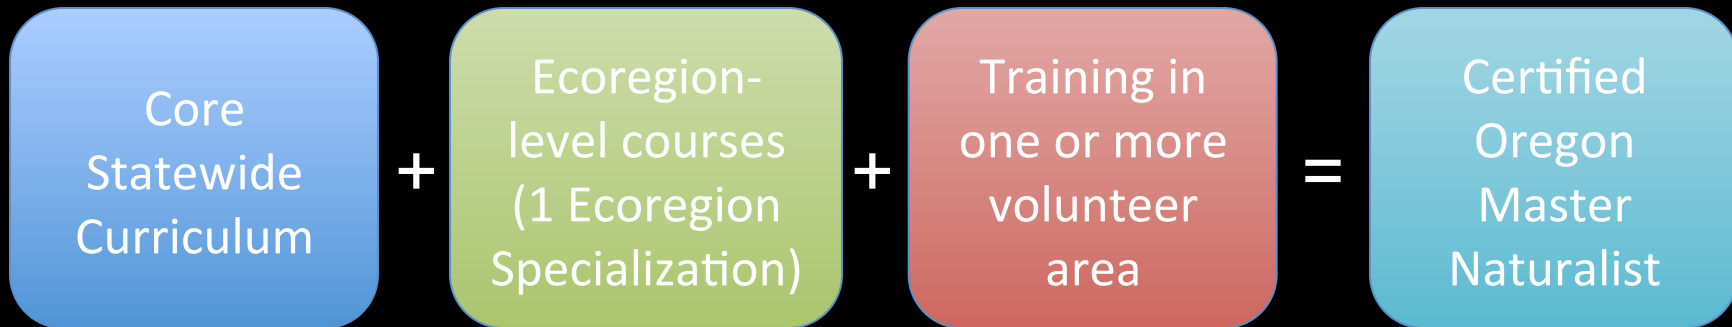 Core
Statewide
Curriculum
+
Ecoregion-
level courses
(1 Ecoregion
Specialization)
+
Training in
one or more
volunteer
area
=
Certified
Oregon
Master
Naturalist